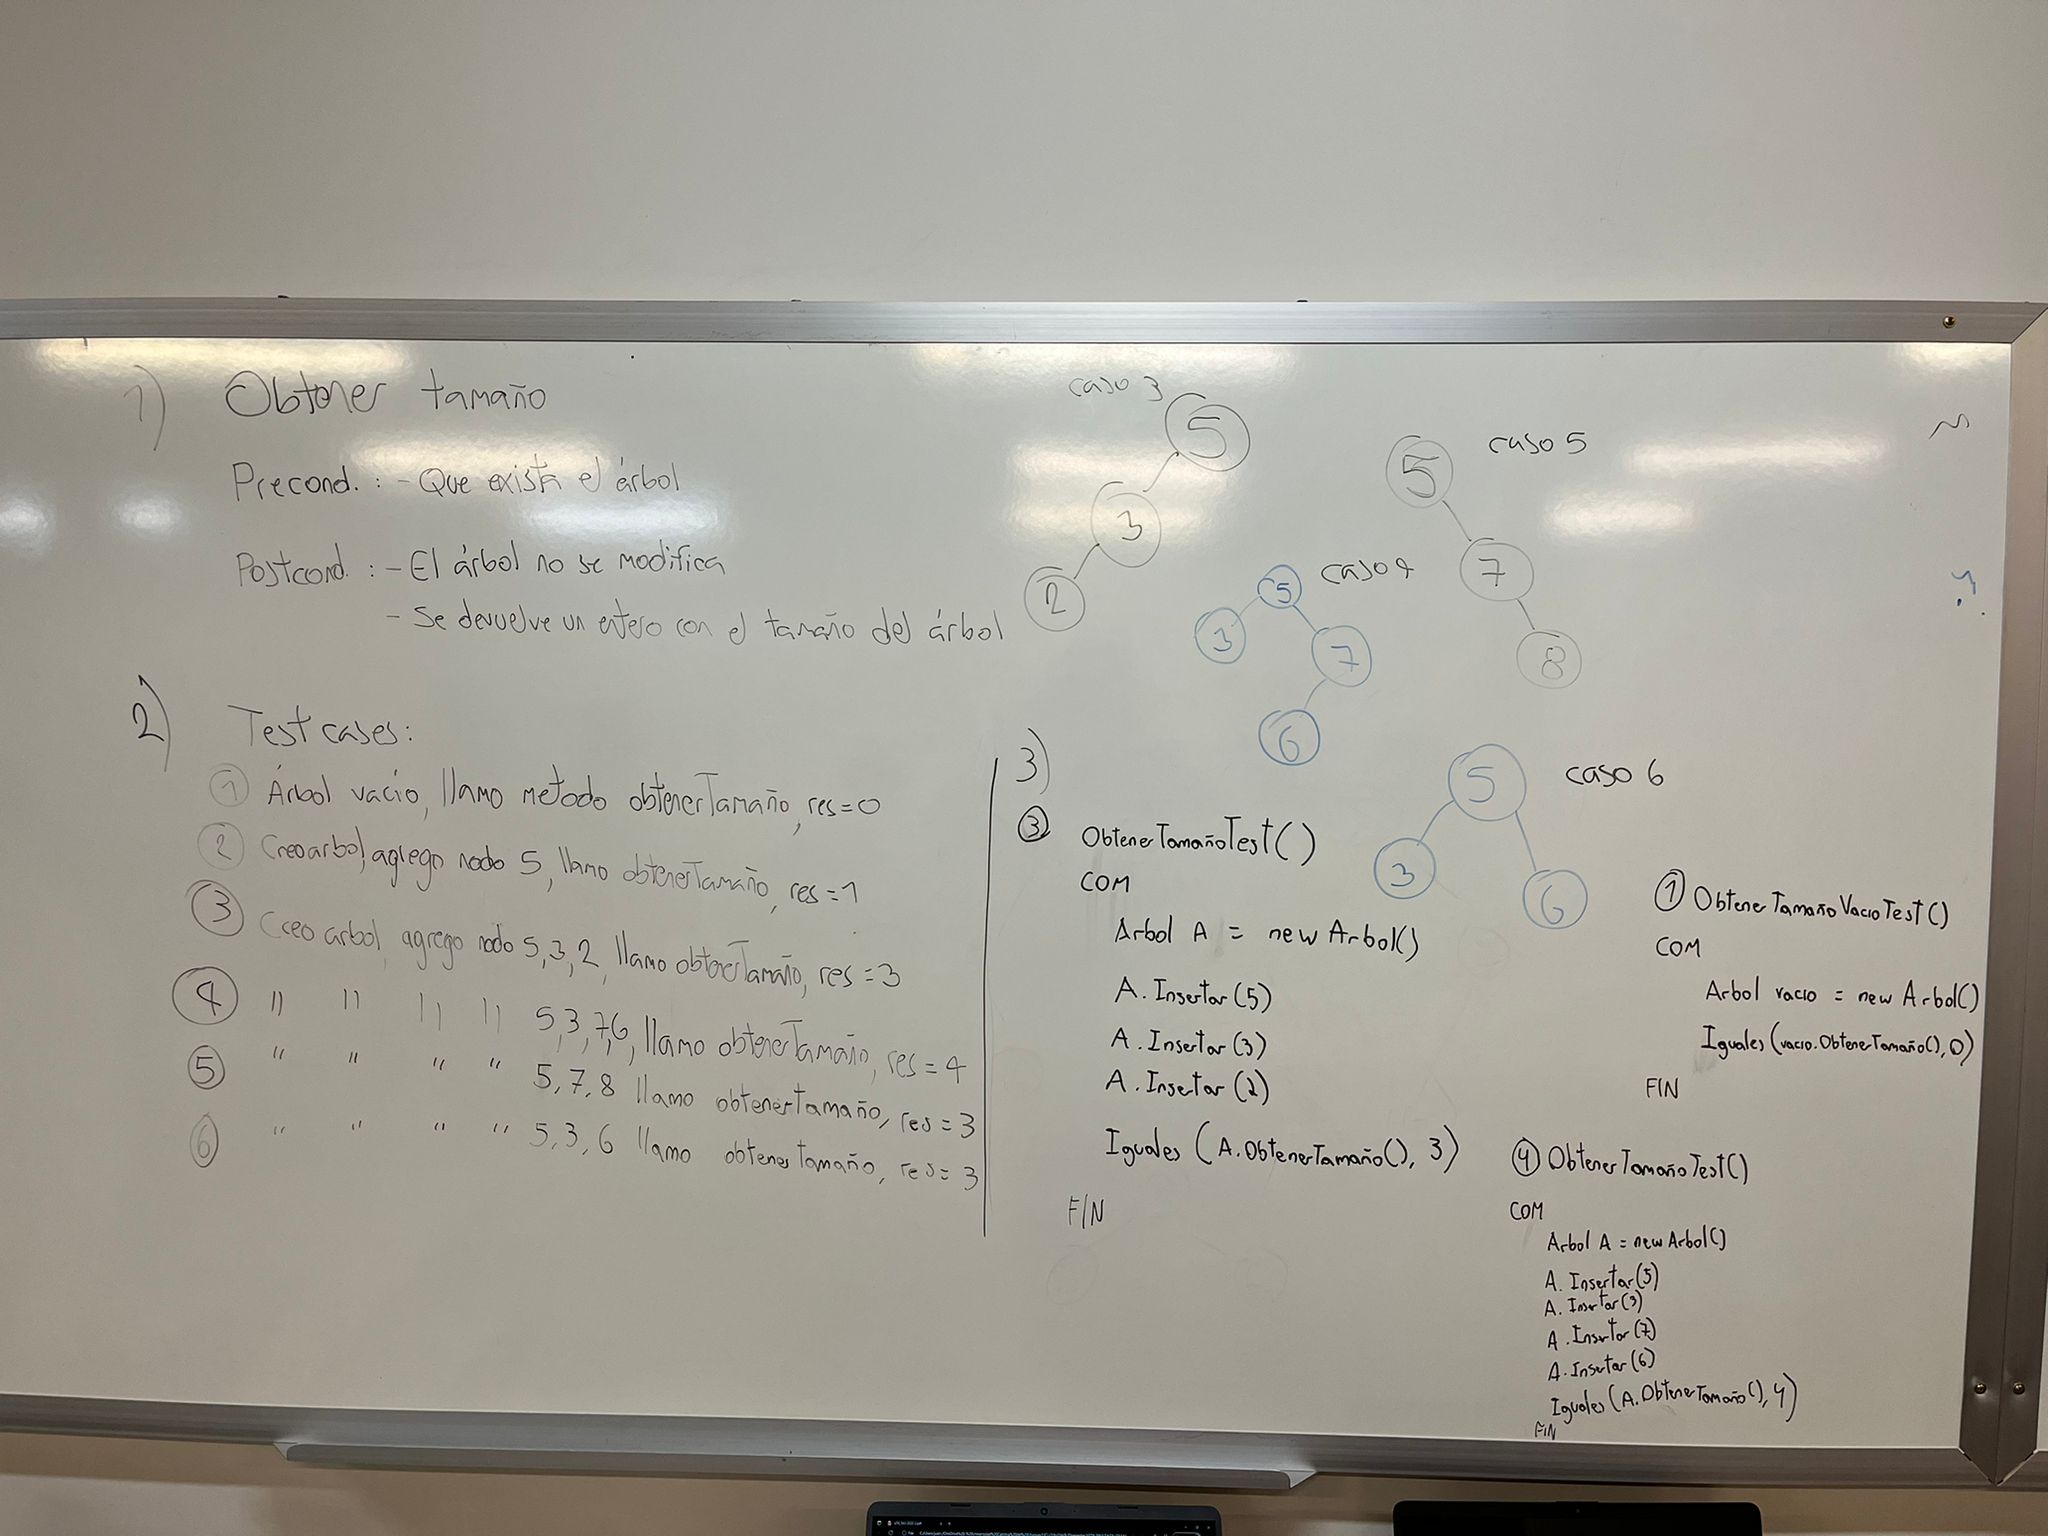 1) Obtener tamaño
Precond. : - Que exista el árbol
Postcond. : - El árbol no se modifica
- Se devuelve un entero con el tamaño del árbol
2) Test cases:
1 Árbol vacío, llamo metodo obtenerTamaño, res=0
2 Creo arbol, agrego nodo 5, llamo obtenerTamaño, res=1
3 Creo arbol, agrego nodo 5,3,2, llamo obtenerTamaño, res=3
4 " " " " 5,3,7,6, llamo obtenerTamaño, res=4
5 " " " " 5,7,8 llamo obtenertamaño, res=3
6 " " " " 5,3,6 llamo obtener tamaño, res=3
caso 3
5
3
2
caso 5
5
7
8
caso 4
5
3 7
6
caso 6
5
3 6
3)
3 ObtenerTamañoTest()
COM
Arbol A = new Arbol()
A.Insertar(5)
A.Insertar(3)
A.Insertar(2)
Iguales (A.ObtenerTamaño(), 3)
FIN
1 ObtenerTamañoVacioTest()
COM
Arbol vacio = new Arbol()
Iguales(vacio.ObtenerTamaño(),0)
FIN
4 ObtenerTamañoTest()
COM
Arbol A = new Arbol()
A.Insertar(5)
A.Insertar(3)
A.Insertar(7)
A.Insertar(6)
Iguales(A.ObtenerTamaño(),4)
FIN